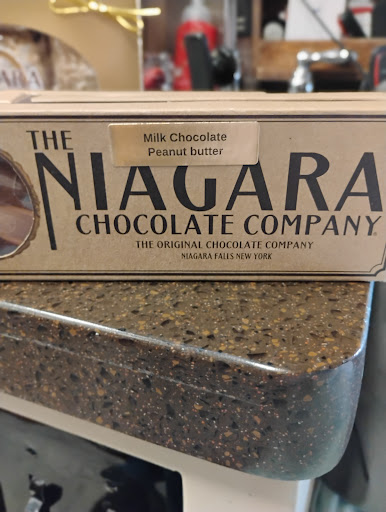 Milk Chocolate
Peanut butter
THE
NIAGARA
CHOCOLATE COMPANY
THE ORIGINAL CHOCOLATE COMPANY
NIAGARA FALLS NEW YORK